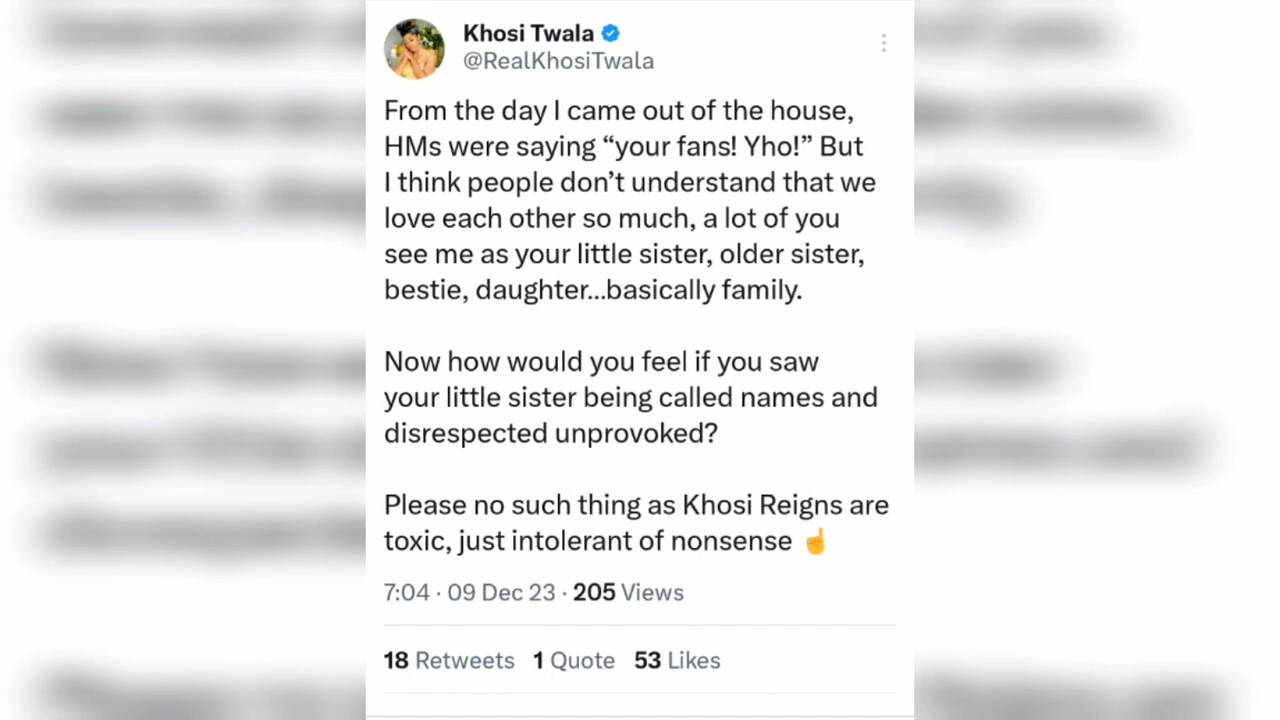 Khosi Twala
@RealKhosiTwala
From the day I came out of the house,
HMs were saying “your fans! Yho!” But
I think people don’t understand that we
love each other so much, a lot of you
see me as your little sister, older sister,
bestie, daughter...basically family.
Now how would you feel if you saw
your little sister being called names and
disrespected unprovoked?
Please no such thing as Khosi Reigns are
toxic, just intolerant of nonsense ☝️
7:04 · 09 Dec 23 · 205 Views
18 Retweets 1 Quote 53 Likes